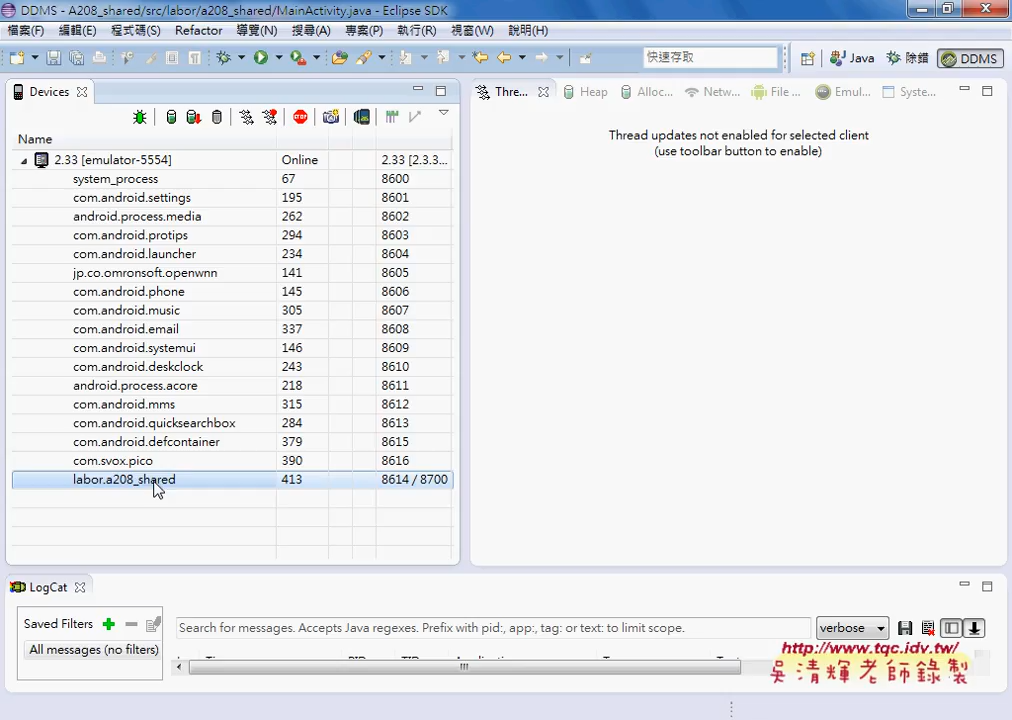 DDMS - A208_shared/src/labor/a208_shared/MainActivity.java - Eclipse SDK
檔案(F) 編輯(E) 程式碼(S) Refactor 導覽(N) 搜尋(A) 專案(P) 執行(R) 視窗(W) 說明(H)
快速存取 Java 除錯 DDMS
Devices
Thre... Heap Alloc... Netw... File ... Emul... Syste...
Name
Thread updates not enabled for selected client
(use toolbar button to enable)
2.33 [emulator-5554] Online 2.33 [2.3.3...
system_process 67 8600
com.android.settings 195 8601
android.process.media 262 8602
com.android.protips 294 8603
com.android.launcher 234 8604
jp.co.omronsoft.openwnn 141 8605
com.android.phone 145 8606
com.android.music 305 8607
com.android.email 337 8608
com.android.systemui 146 8609
com.android.deskclock 243 8610
android.process.acore 218 8611
com.android.mms 315 8612
com.android.quicksearchbox 284 8613
com.android.defcontainer 379 8615
com.svox.pico 390 8616
labor.a208_shared 413 8614 / 8700
LogCat
Saved Filters
Search for messages. Accepts Java regexes. Prefix with pid:, app:, tag: or text: to limit scope. verbose
All messages (no filters)
http://www.tqc.idv.tw/
吳清輝老師錄製